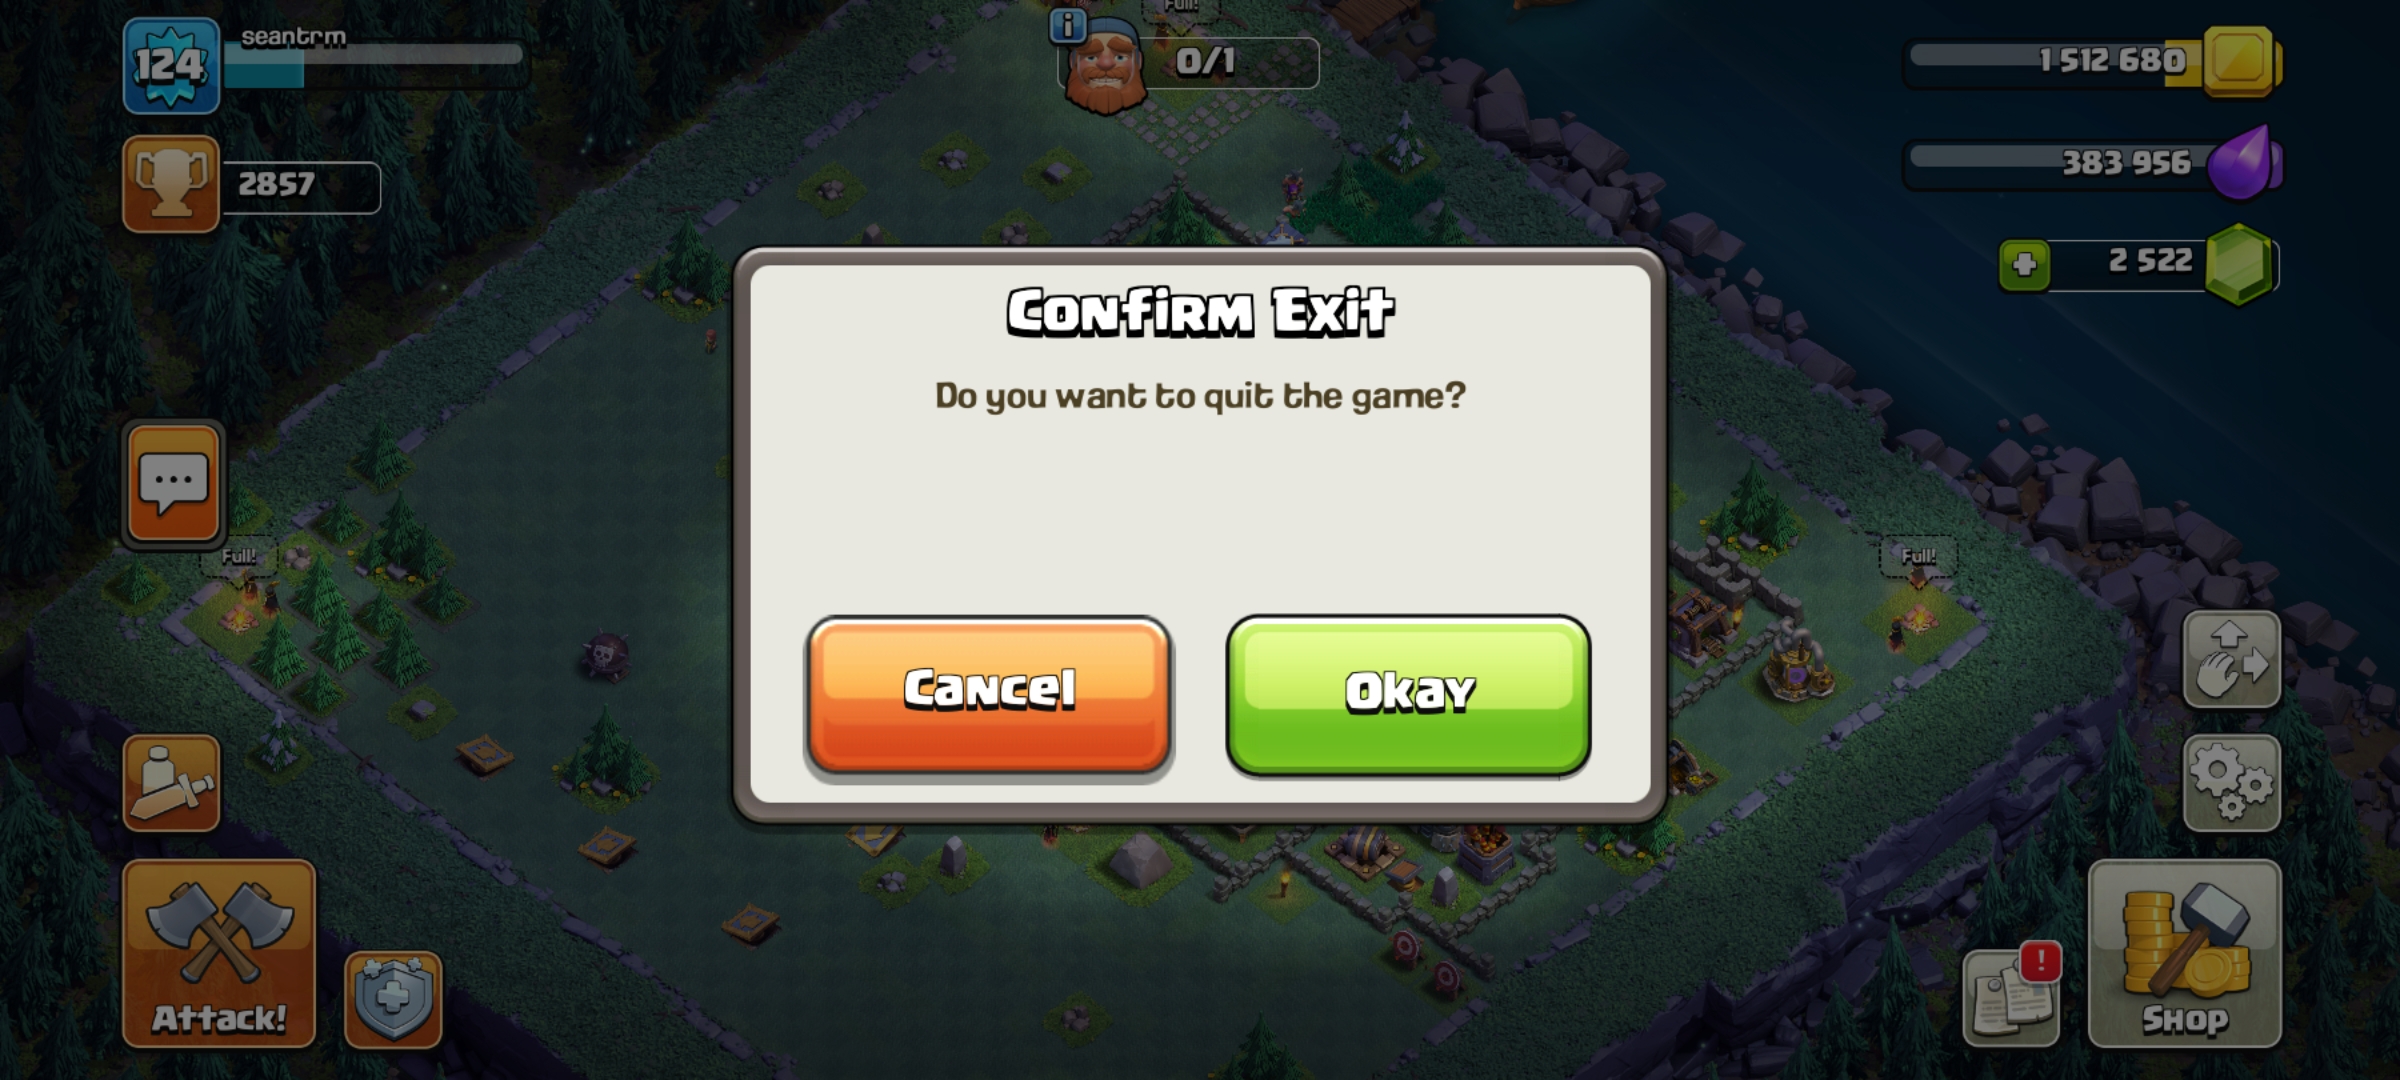 Full!
seantrm
124
i
0/1
1 512 680
2857
383 956
2 522
Confirm Exit
Do you want to quit the game?
Full!
Full!
Cancel
Okay
!
Attack!
Shop